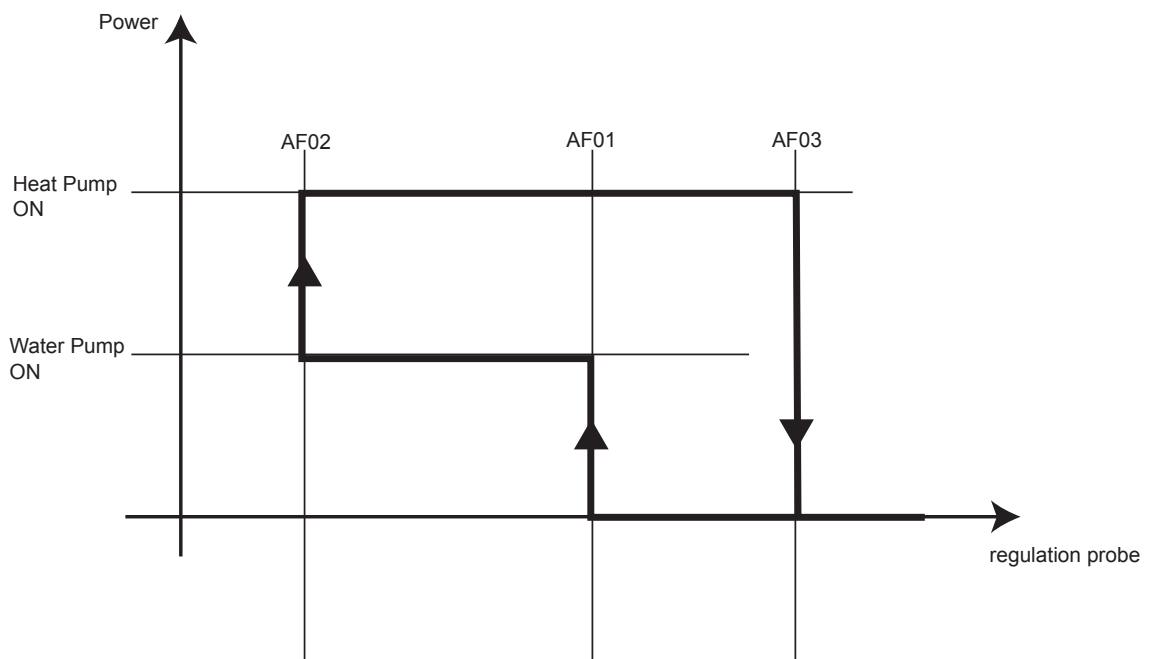 Power
AF02
AF01
AF03
Heat Pump
ON
Water Pump
ON
regulation probe